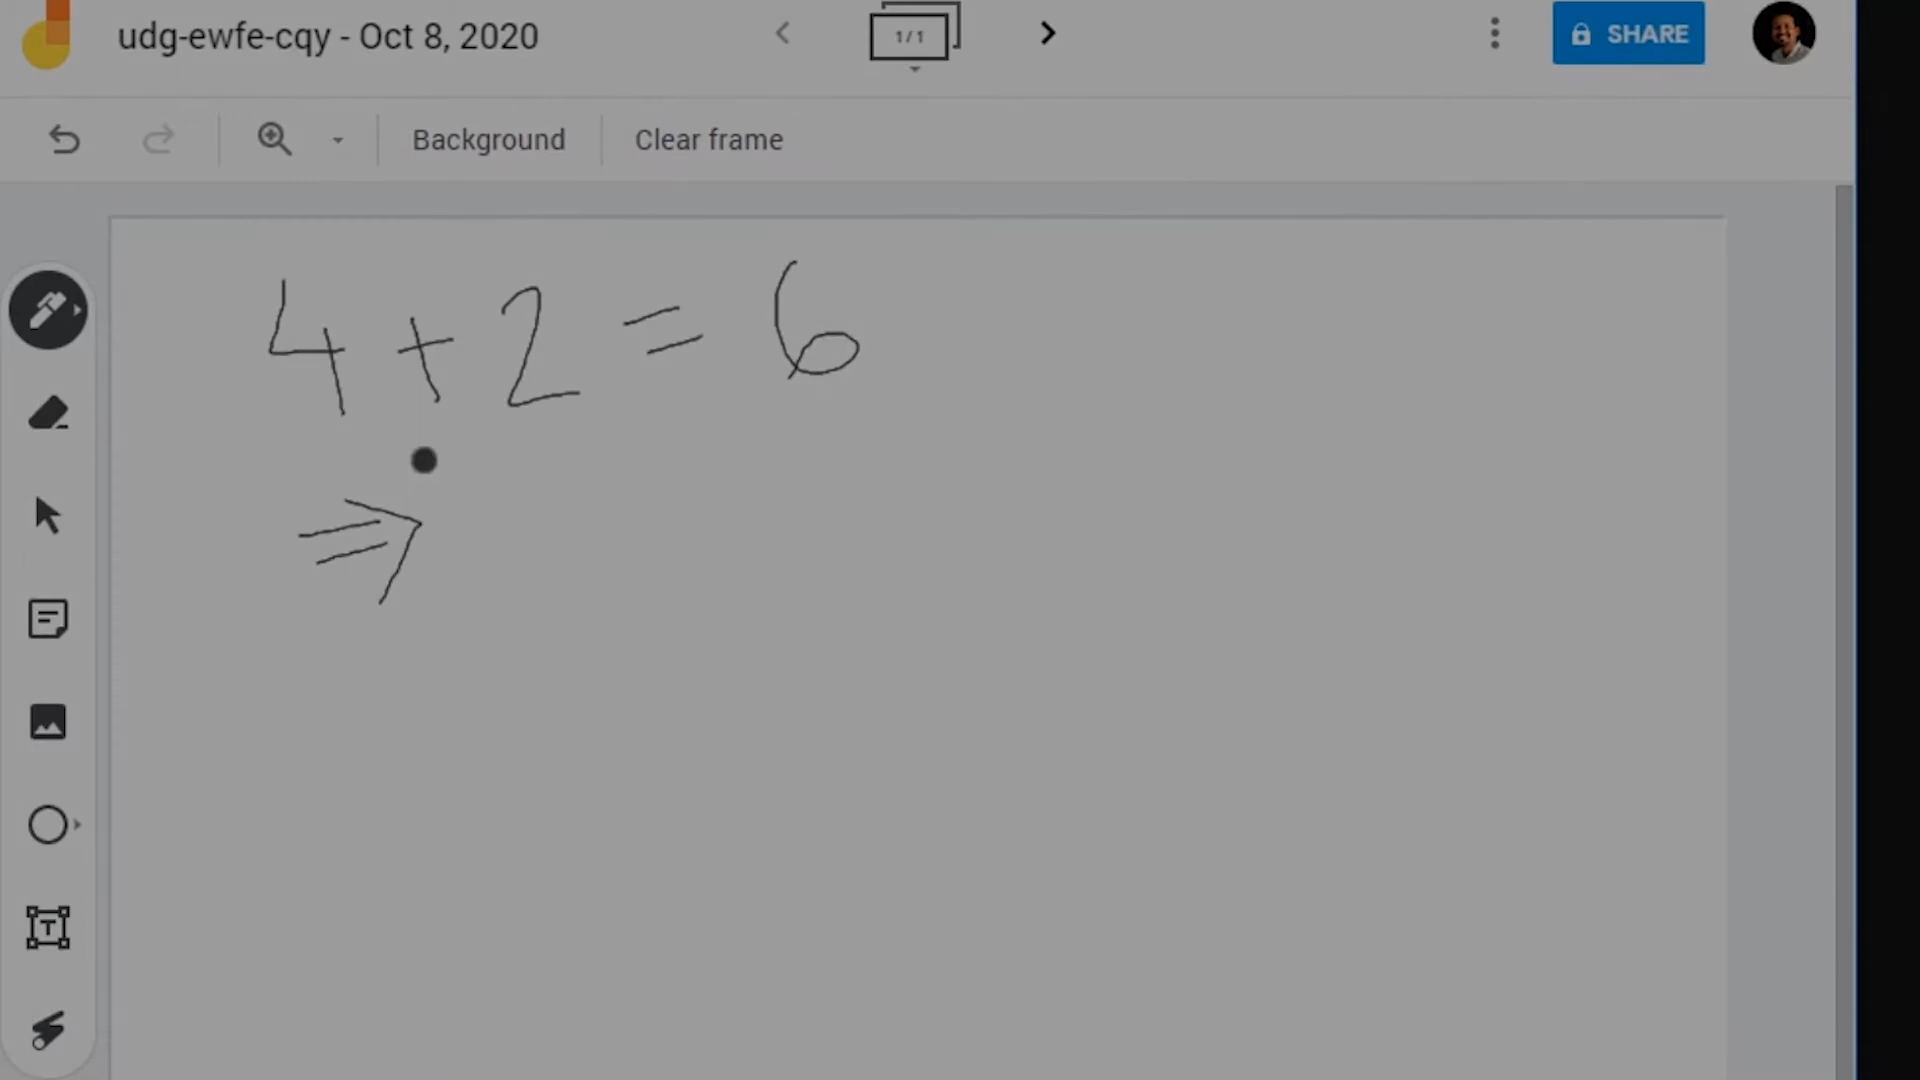 udg-ewfe-cqy - Oct 8, 2020
1/1
SHARE
Background
Clear frame
4 + 2 = 6
⇒
T